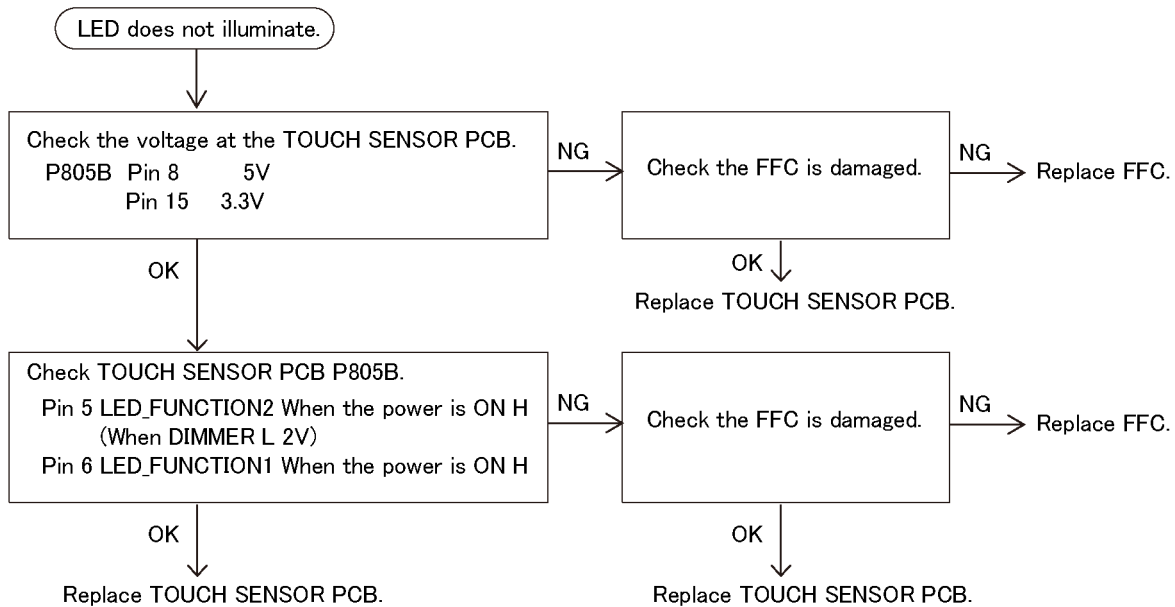 LED does not illuminate.
Check the voltage at the TOUCH SENSOR PCB.
P805B Pin 8 5V
Pin 15 3.3V
NG
Check the FFC is damaged.
NG
Replace FFC.
OK
OK
Replace TOUCH SENSOR PCB.
Check TOUCH SENSOR PCB P805B.
Pin 5 LED_FUNCTION2 When the power is ON H
(When DIMMER L 2V)
Pin 6 LED_FUNCTION1 When the power is ON H
NG
Check the FFC is damaged.
NG
Replace FFC.
OK
OK
Replace TOUCH SENSOR PCB.
Replace TOUCH SENSOR PCB.